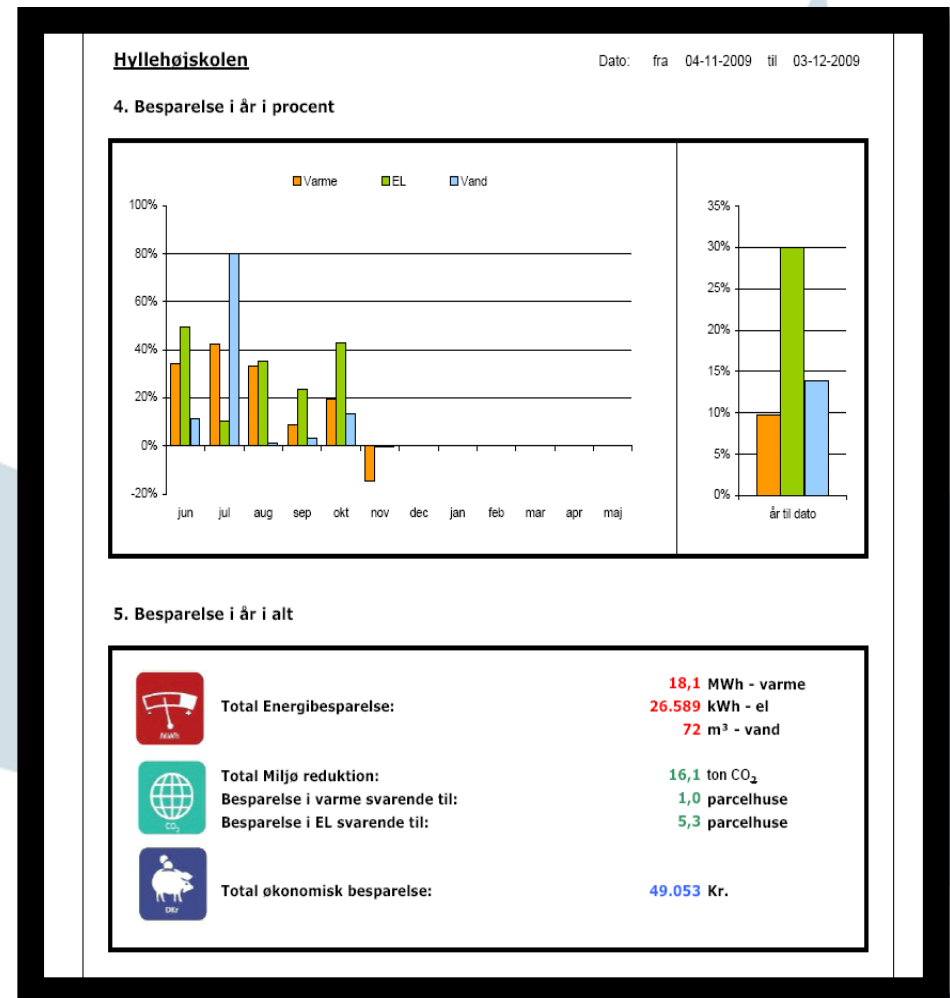 Hyllehøjskolen Dato: fra 04-11-2009 til 03-12-2009
4. Besparelse i år i procent
Varme EL Vand
100%
80%
60%
40%
20%
0%
-20%
jun jul aug sep okt nov dec jan feb mar apr maj
35%
30%
25%
20%
15%
10%
5%
0%
år til dato
5. Besparelse i år i alt
MWh
Total Energibesparelse:
18,1 MWh - varme
26.589 kWh - el
72 m³ - vand
CO₂
Total Miljø reduktion: 16,1 ton CO₂
Besparelse i varme svarende til: 1,0 parcelhuse
Besparelse i EL svarende til: 5,3 parcelhuse
DKr
Total økonomisk besparelse: 49.053 Kr.